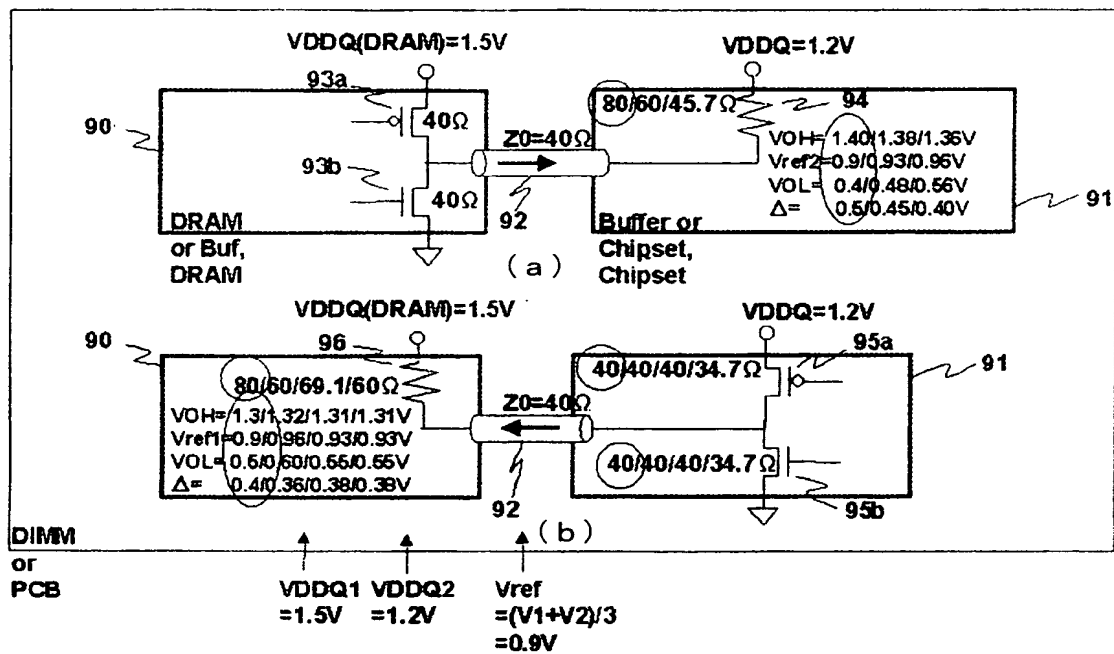 VDDQ(DRAM)=1.5V
VDDQ=1.2V
93a
90
40Ω
93b
40Ω
Z0=40Ω
92
DRAM
or Buf,
DRAM
80/60/45.7Ω
94
VOH= 1.40/1.38/1.36V
Vref2=0.9/0.93/0.96V
VOL= 0.4/0.48/0.56V
Δ= 0.5/0.45/0.40V
91
Buffer or
Chipset,
Chipset
(a)
VDDQ(DRAM)=1.5V
VDDQ=1.2V
90
96
80/60/69.1/60Ω
VOH= 1.3/1.32/1.31/1.31V
Vref1=0.9/0.96/0.93/0.93V
VOL= 0.5/0.60/0.55/0.55V
Δ= 0.4/0.36/0.38/0.38V
Z0=40Ω
92
40/40/40/34.7Ω
95a
91
40/40/40/34.7Ω
95b
(b)
DIMM
or
PCB
VDDQ1
=1.5V
VDDQ2
=1.2V
Vref
=(V1+V2)/3
=0.9V